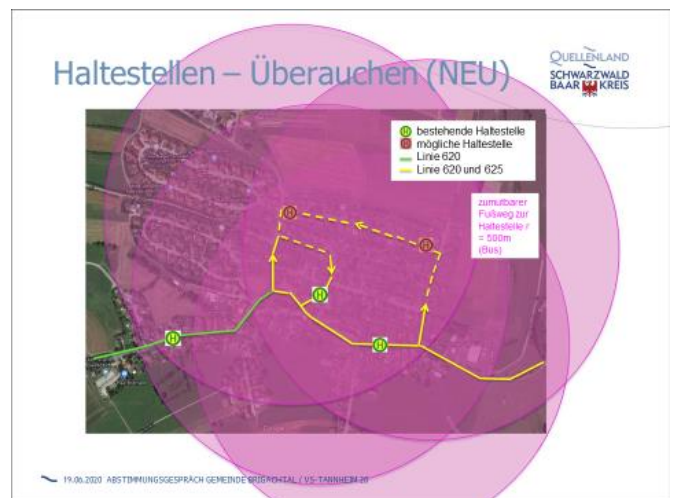 Haltestellen – Überauchen (NEU)
QUELLENLAND
SCHWARZWALD
BAAR KREIS
H bestehende Haltestelle
H mögliche Haltestelle
Linie 620
Linie 620 und 625
zumutbarer
Fußweg zur
Haltestelle r
= 500m
(Bus)
H
H
H
H
H
19.06.2020 ABSTIMMUNGSGESPRÄCH GEMEINDE BRIGACHTAL / VS-TANNHEIM 20